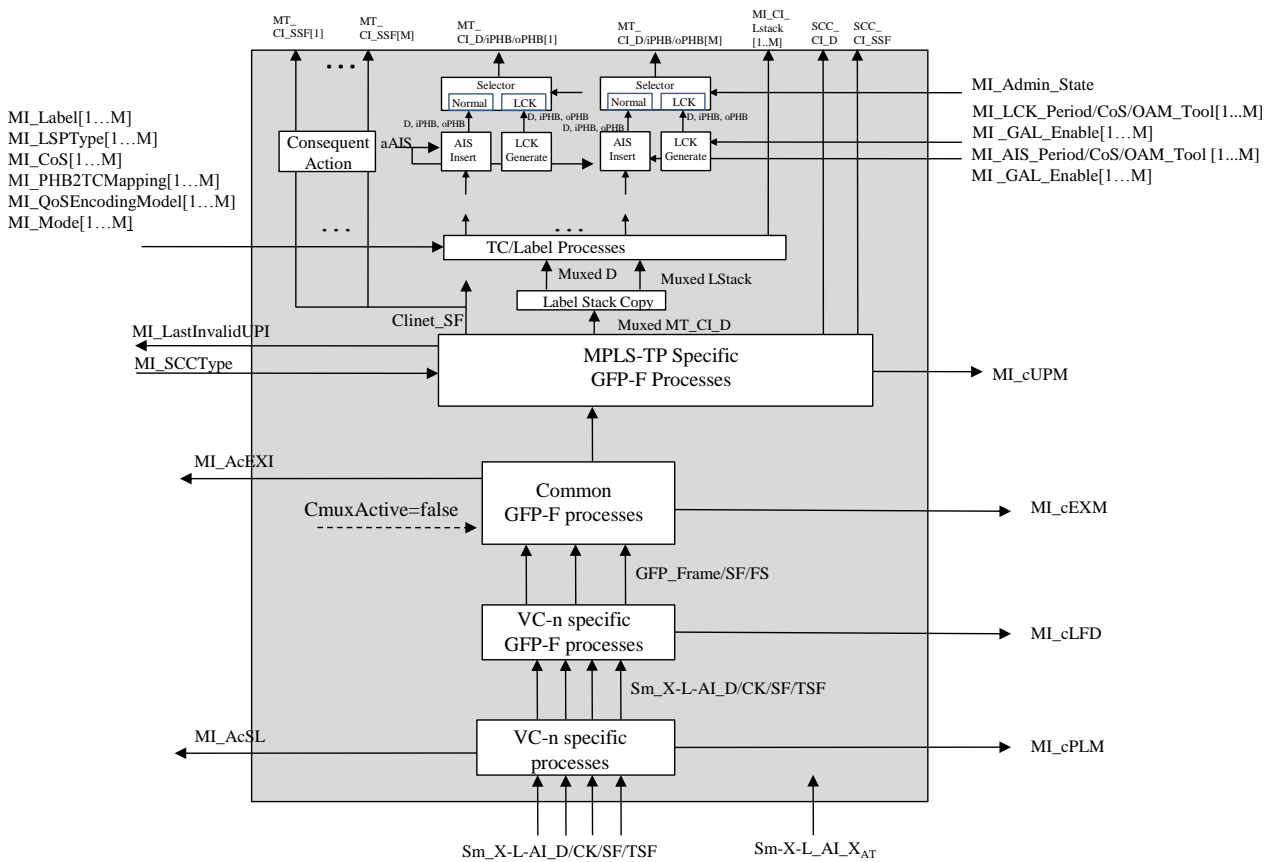 MT_
CI_SSF[1]
MT_
CI_SSF[M]
MT_
CI_D/iPHB/oPHB[1]
MT_
CI_D/iPHB/oPHB[M]
MI_CI_
Lstack
[1..M]
SCC_
CI_D
SCC_
CI_SSF
...
Selector
Normal
LCK
Selector
Normal
LCK
MI_Admin_State
MI_Label[1…M]
MI_LSPType[1…M]
MI_CoS[1…M]
MI_PHB2TCMapping[1…M]
MI_QoSEncodingModel[1…M]
MI_Mode[1…M]
D, iPHB, oPHB
D, iPHB, oPHB
D, iPHB, oPHB
D, iPHB, oPHB
MI_LCK_Period/CoS/OAM_Tool[1...M]
MI _GAL_Enable[1…M]
MI_AIS_Period/CoS/OAM_Tool [1...M]
MI _GAL_Enable[1…M]
Consequent
Action
aAIS
AIS
Insert
LCK
Generate
AIS
Insert
LCK
Generate
...
...
TC/Label Processes
Muxed D
Muxed LStack
Label Stack Copy
Clinet_SF
Muxed MT_CI_D
MI_LastInvalidUPI
MI_SCCType
MPLS-TP Specific
GFP-F Processes
MI_cUPM
MI_AcEXI
Common
GFP-F processes
CmuxActive=false
MI_cEXM
GFP_Frame/SF/FS
VC-n specific
GFP-F processes
MI_cLFD
Sm_X-L-AI_D/CK/SF/TSF
MI_AcSL
VC-n specific
processes
MI_cPLM
Sm_X-L-AI_D/CK/SF/TSF
Sm-X-L_AI_XAT